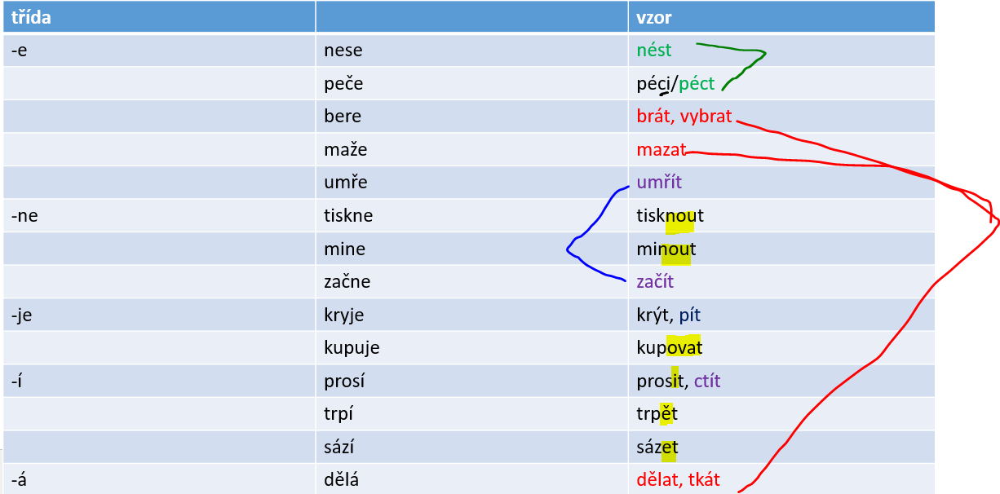 třída vzor
-e nese nést
peče péci/péct
bere brát, vybrat
maže mazat
umře umřít
-ne tiskne tisknout
mine minout
začne začít
-je kryje krýt, pít
kupuje kupovat
-í prosí prosit, ctít
trpí trpět
sází sázet
-á dělá dělat, tkát